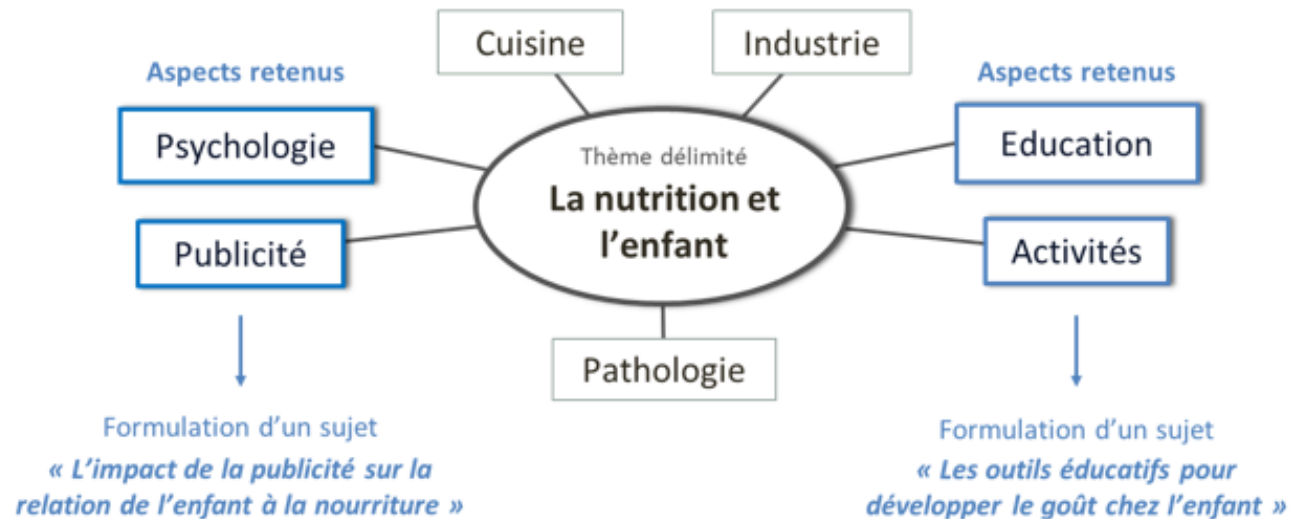 Cuisine
Industrie
Aspects retenus
Aspects retenus
Psychologie
Education
Thème délimité
La nutrition et
l’enfant
Publicité
Activités
Pathologie
Formulation d’un sujet
« L’impact de la publicité sur la
relation de l’enfant à la nourriture »
Formulation d’un sujet
« Les outils éducatifs pour
développer le goût chez l’enfant »